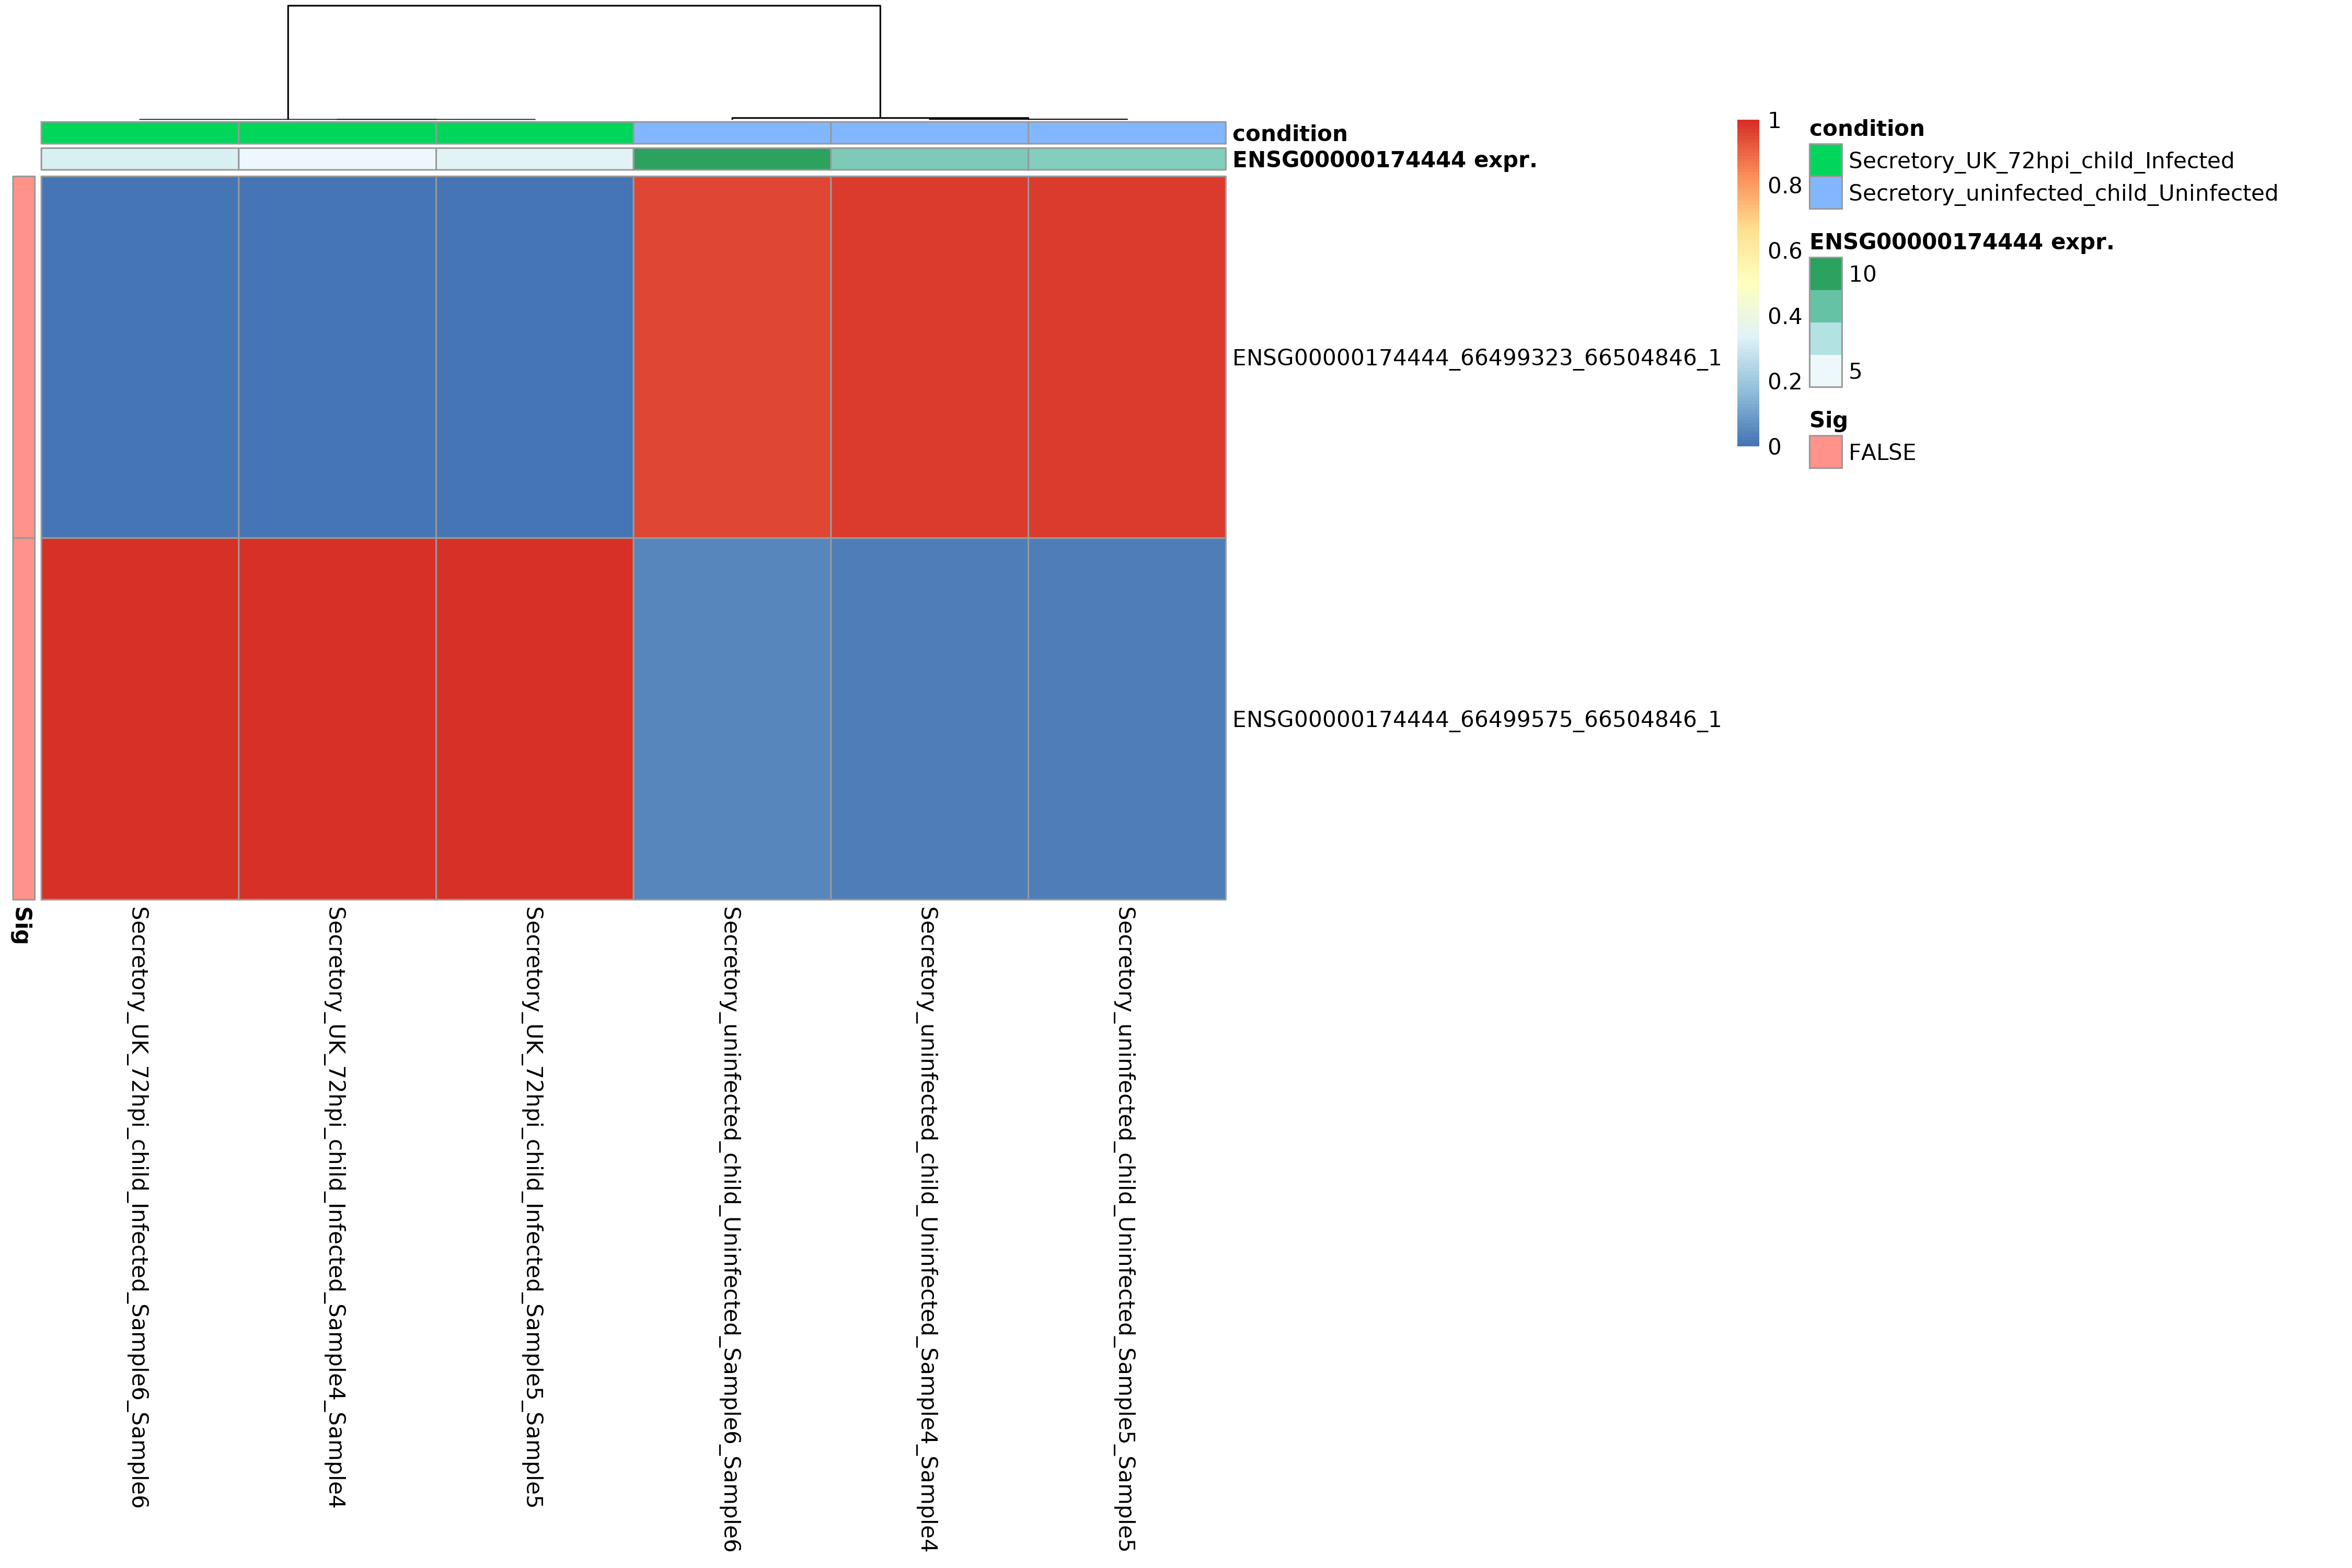 condition
ENSG00000174444 expr.
ENSG00000174444_66499323_66504846_1
ENSG00000174444_66499575_66504846_1
Sig
Secretory_UK_72hpi_child_Infected_Sample6_Sample6
Secretory_UK_72hpi_child_Infected_Sample4_Sample4
Secretory_UK_72hpi_child_Infected_Sample5_Sample5
Secretory_uninfected_child_Uninfected_Sample6_Sample6
Secretory_uninfected_child_Uninfected_Sample4_Sample4
Secretory_uninfected_child_Uninfected_Sample5_Sample5
1
0.8
0.6
0.4
0.2
0
condition
Secretory_UK_72hpi_child_Infected
Secretory_uninfected_child_Uninfected
ENSG00000174444 expr.
10
5
Sig
FALSE